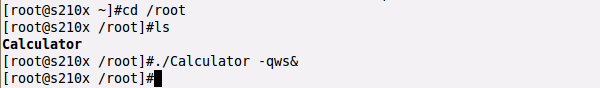 [root@s210x ~]#cd /root
[root@s210x /root]#ls
Calculator
[root@s210x /root]#./Calculator -qws&
[root@s210x /root]#